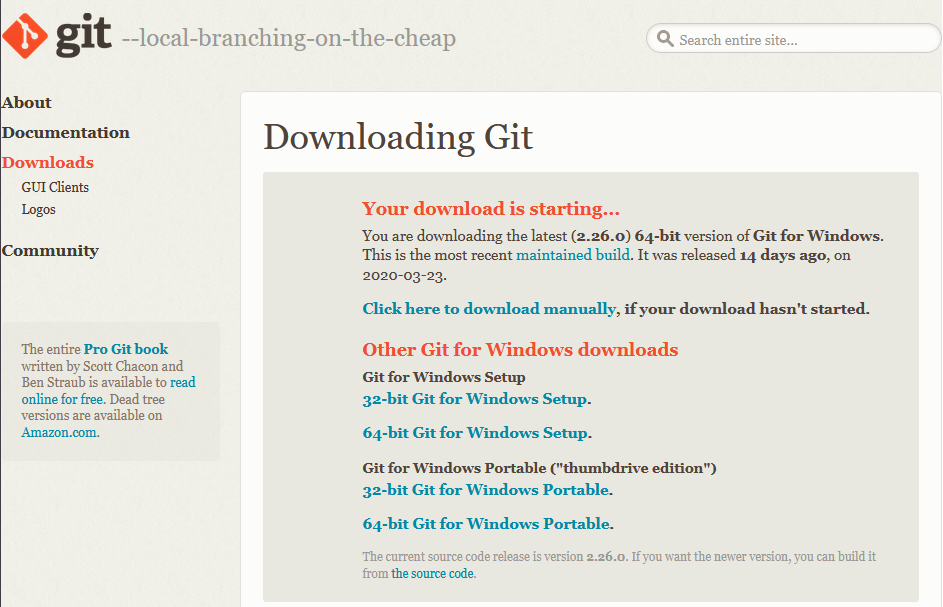 git --local-branching-on-the-cheap
Search entire site...
About
Documentation
Downloads
GUI Clients
Logos
Community
The entire Pro Git book
written by Scott Chacon and
Ben Straub is available to read
online for free. Dead tree
versions are available on
Amazon.com.
Downloading Git
Your download is starting...
You are downloading the latest (2.26.0) 64-bit version of Git for Windows.
This is the most recent maintained build. It was released 14 days ago, on
2020-03-23.
Click here to download manually, if your download hasn't started.
Other Git for Windows downloads
Git for Windows Setup
32-bit Git for Windows Setup.
64-bit Git for Windows Setup.
Git for Windows Portable ("thumbdrive edition")
32-bit Git for Windows Portable.
64-bit Git for Windows Portable.
The current source code release is version 2.26.0. If you want the newer version, you can build it
from the source code.